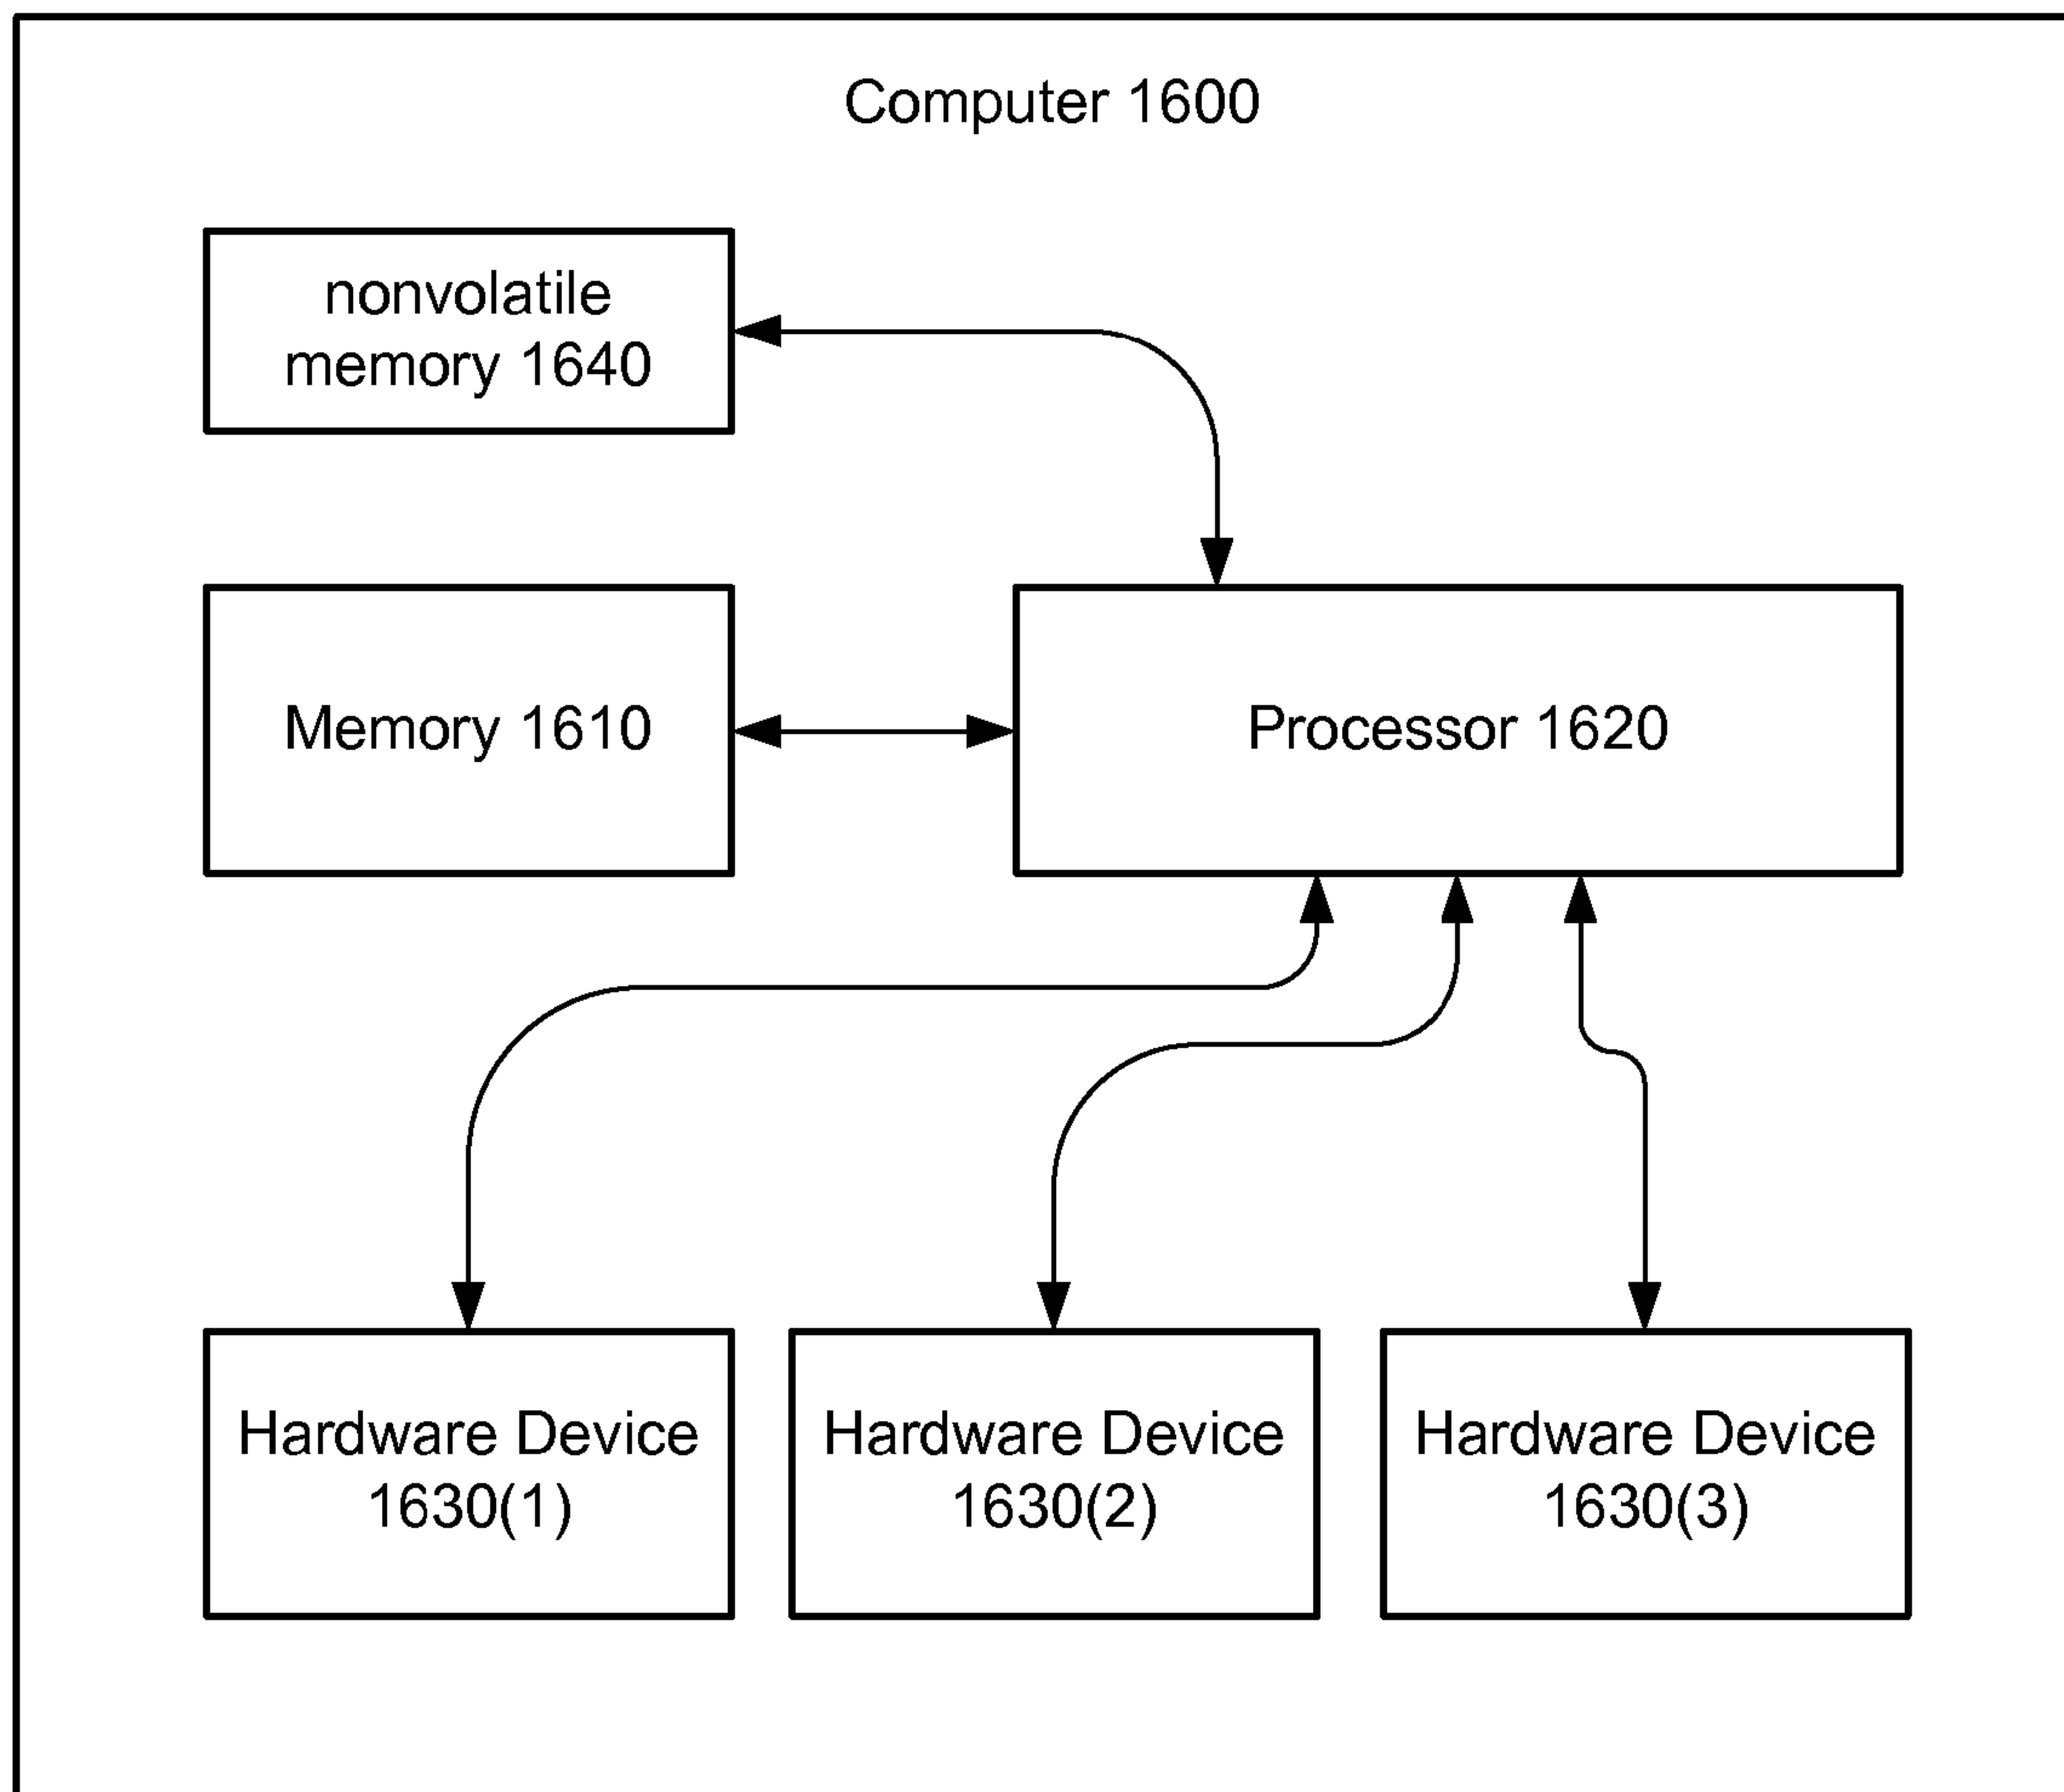 Computer 1600
nonvolatile
memory 1640
Memory 1610
Processor 1620
Hardware Device
1630(1)
Hardware Device
1630(2)
Hardware Device
1630(3)